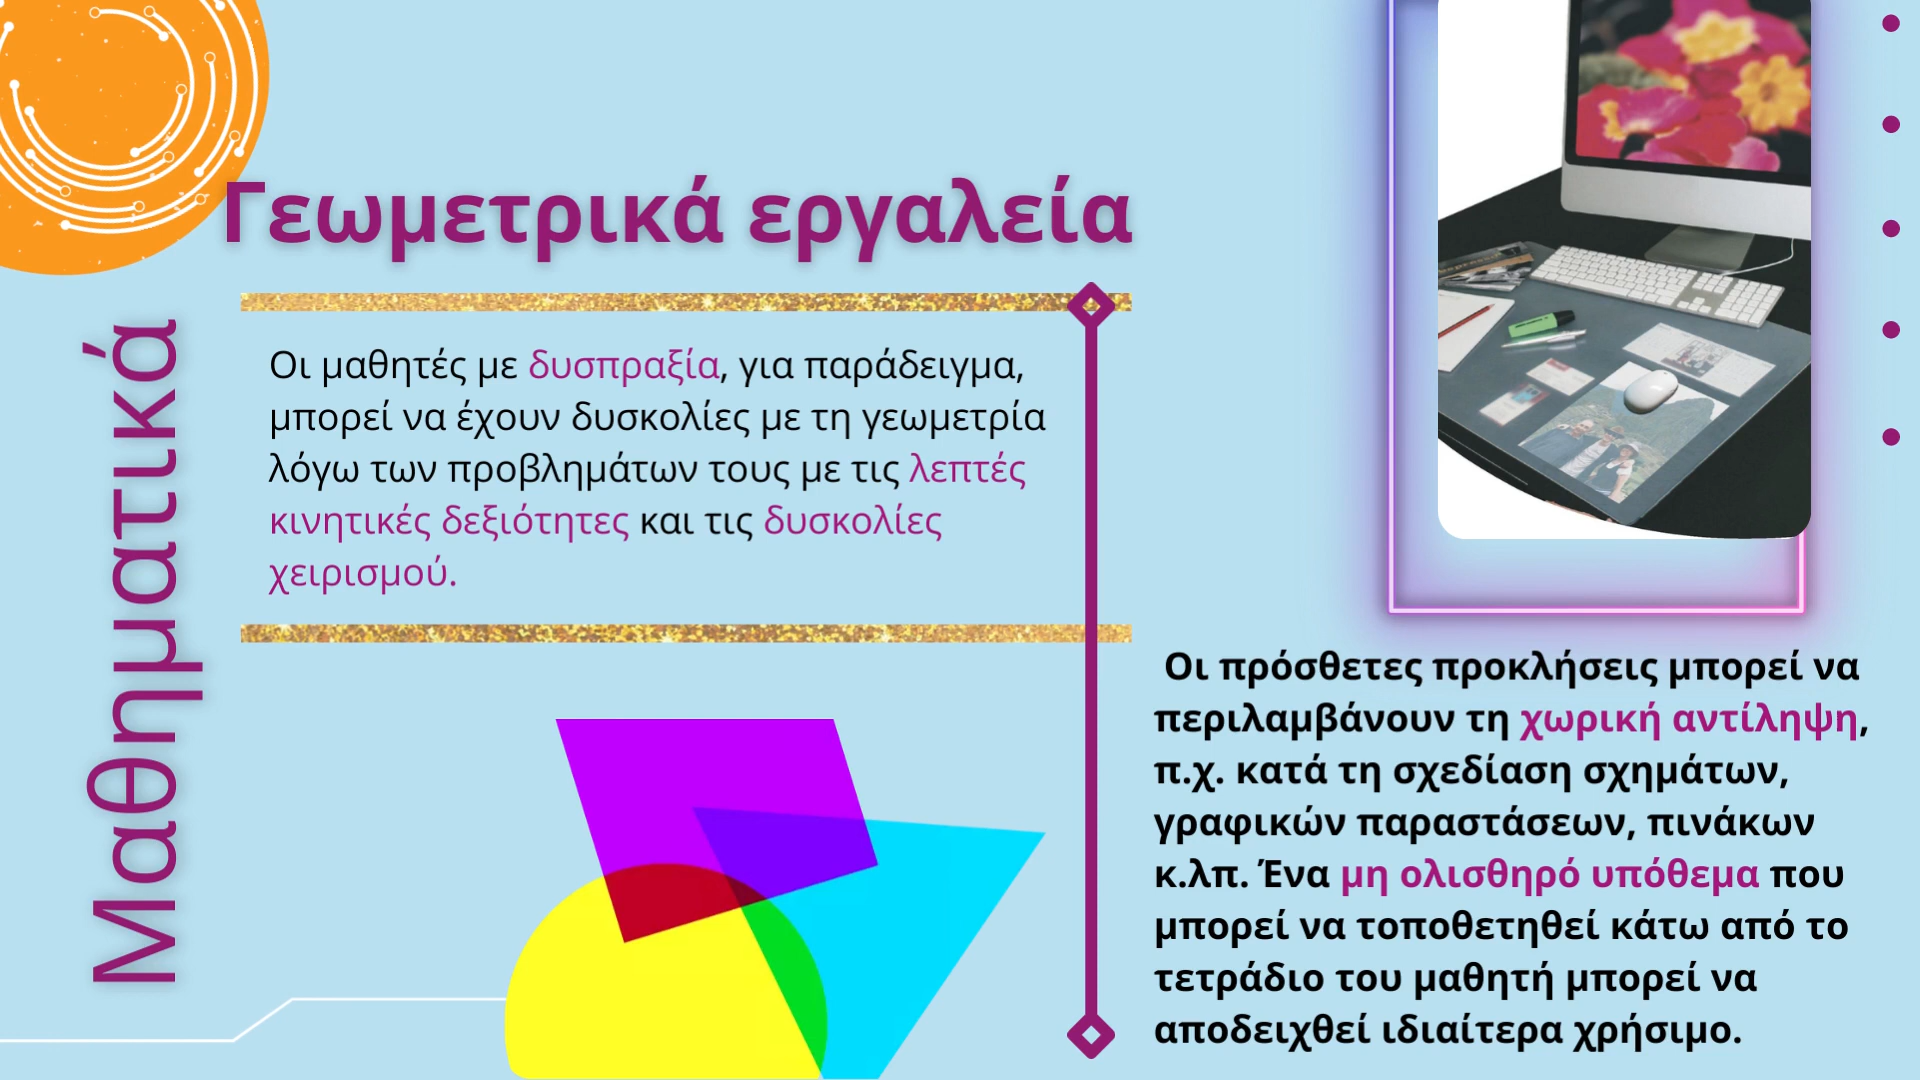 Γεωμετρικά εργαλεία
Μαθηματικά
Οι μαθητές με δυσπραξία, για παράδειγμα,
μπορεί να έχουν δυσκολίες με τη γεωμετρία
λόγω των προβλημάτων τους με τις λεπτές
κινητικές δεξιότητες και τις δυσκολίες
χειρισμού.
Οι πρόσθετες προκλήσεις μπορεί να
περιλαμβάνουν τη χωρική αντίληψη,
π.χ. κατά τη σχεδίαση σχημάτων,
γραφικών παραστάσεων, πινάκων
κ.λπ. Ένα μη ολισθηρό υπόθεμα που
μπορεί να τοποθετηθεί κάτω από το
τετράδιο του μαθητή μπορεί να
αποδειχθεί ιδιαίτερα χρήσιμο.